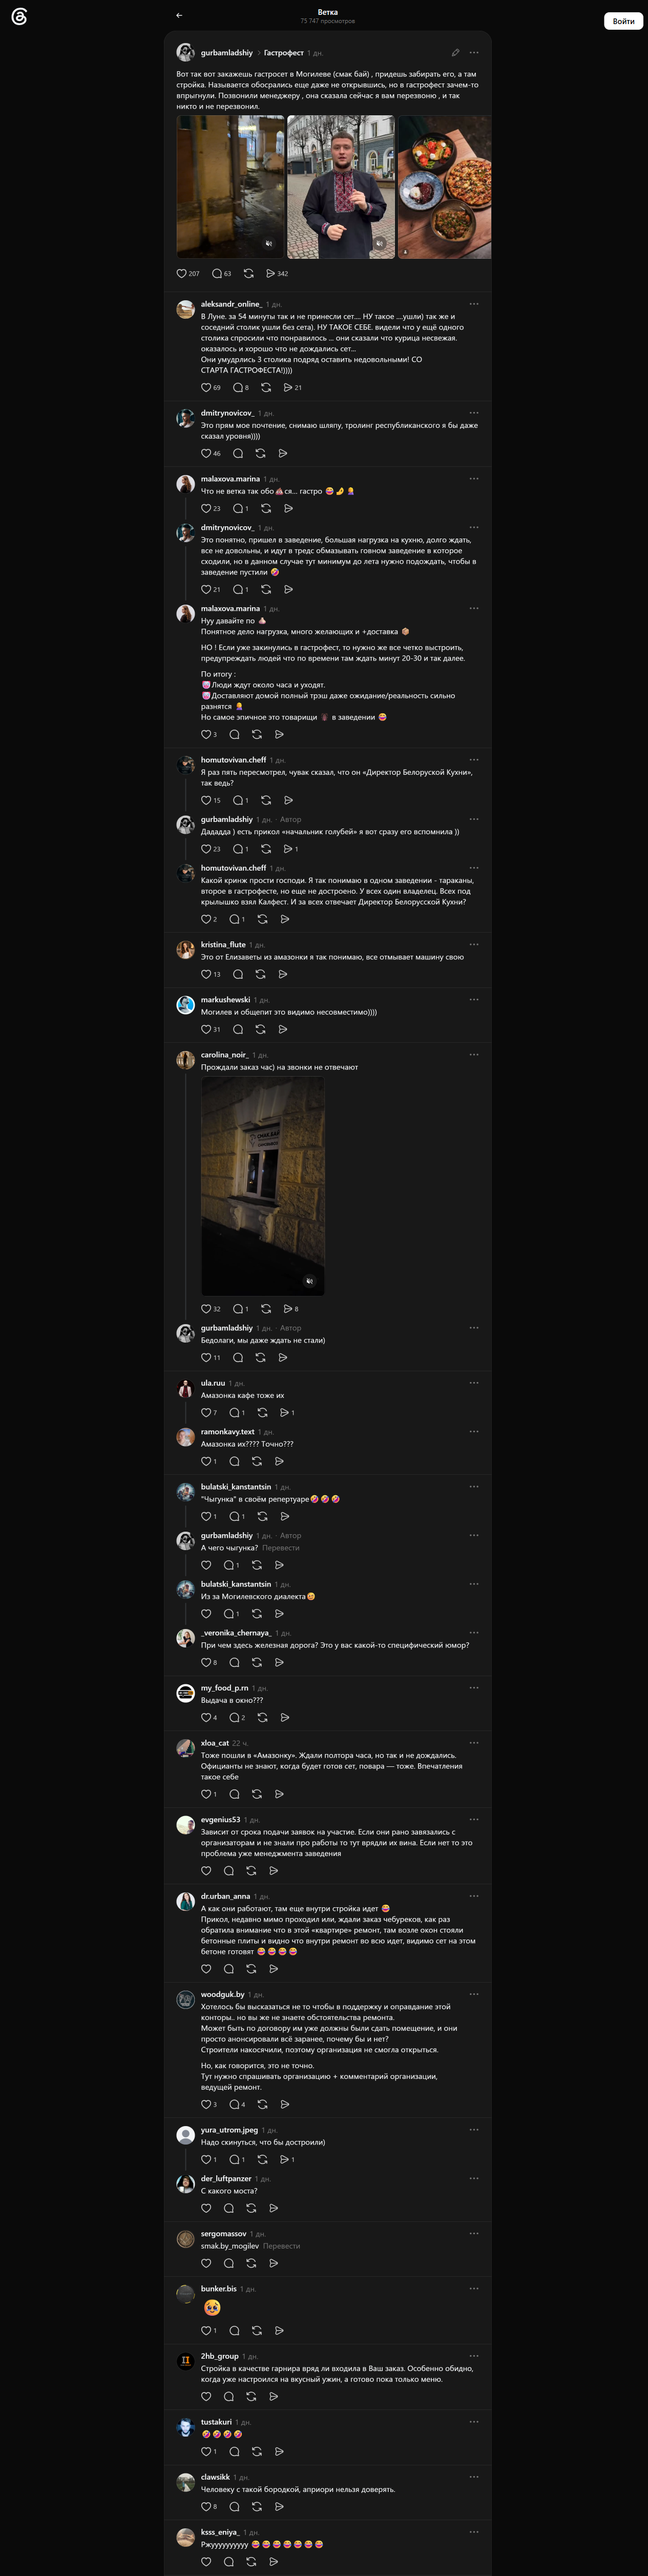 Ветка
75 747 просмотров
Войти
gurbamladshiy > Гастрофест 1 дн.
Вот так вот закажешь гастросет в Могилеве (смак бай) , придешь забирать его, а там
стройка. Называется обосрались еще даже не открывшись, но в гастрофест зачем-то
впрыгнули. Позвонили менеджеру , она сказала сейчас я вам перезвоню , и так
никто и не перезвонил.
207 63 342
aleksandr_online_ 1 дн.
В Луне. за 54 минуты так и не принесли сет.... НУ такое ....ушли) так же и
соседний столик ушли без сета). НУ ТАКОЕ СЕБЕ. видели что у ещё одного
столика спросили что понравилось ... они сказали что курица несвежая.
оказалось и хорошо что не дождались сет...
Они умудрлись 3 столика подряд оставить недовольными! СО
СТАРТА ГАСТРОФЕСТА!))))
69 8 21
dmitrynovicov_ 1 дн.
Это прям мое почтение, снимаю шляпу, тролинг республиканского я бы даже
сказал уровня))))
46
malaxova.marina 1 дн.
Что не ветка так обо💩ся... гастро 😂🤌🤦‍♀️
23 1
dmitrynovicov_ 1 дн.
Это понятно, пришел в заведение, большая нагрузка на кухню, долго ждать,
все не довольны, и идут в тредс обмазывать говном заведение в которое
сходили, но в данном случае тут минимум до лета нужно подождать, чтобы в
заведение пустили 🤣
21 1
malaxova.marina 1 дн.
Нуу давайте по
Понятное дело нагрузка, много желающих и +доставка 📦
НО ! Если уже закинулись в гастрофест, то нужно же все четко выстроить,
предупреждать людей что по времени там ждать минут 20-30 и так далее.
По итогу :
Люди ждут около часа и уходят.
Доставляют домой полный трэш даже ожидание/реальность сильно
разнятся 🤦‍♀️
Но самое эпичное это товарищи в заведении 😂
3
homutovivan.cheff 1 дн.
Я раз пять пересмотрел, чувак сказал, что он «Директор Белоруской Кухни»,
так ведь?
15 1
gurbamladshiy 1 дн. · Автор
Дададда ) есть прикол «начальник голубей» я вот сразу его вспомнила ))
23 1 1
homutovivan.cheff 1 дн.
Какой кринж прости господи. Я так понимаю в одном заведении - тараканы,
второе в гастрофесте, но еще не достроено. У всех один владелец. Всех под
крылышко взял Калфест. И за всех отвечает Директор Белорусской Кухни?
2 1
kristina_flute 1 дн.
Это от Елизаветы из амазонки я так понимаю, все отмывает машину свою
13
markushewski 1 дн.
Могилев и общепит это видимо несовместимо))))
31
carolina_noir_ 1 дн.
Прождали заказ час) на звонки не отвечают
СМАК.БАЙ
32 1 8
gurbamladshiy 1 дн. · Автор
Бедолаги, мы даже ждать не стали)
11
ula.ruu 1 дн.
Амазонка кафе тоже их
7 1 1
ramonkavy.text 1 дн.
Амазонка их???? Точно???
1
bulatski_kanstantsin 1 дн.
"Чыгунка" в своём репертуаре🤣🤣🤣
1 1
gurbamladshiy 1 дн. · Автор
А чего чыгунка? Перевести
1
bulatski_kanstantsin 1 дн.
Из за Могилевского диалекта
1
_veronika_chernaya_ 1 дн.
При чем здесь железная дорога? Это у вас какой-то специфический юмор?
8
my_food_p.rn 1 дн.
Выдача в окно???
4 2
xloa_cat 22 ч.
Тоже пошли в «Амазонку». Ждали полтора часа, но так и не дождались.
Официанты не знают, когда будет готов сет, повара — тоже. Впечатления
такое себе
1
evgenius53 1 дн.
Зависит от срока подачи заявок на участие. Если они рано завязались с
организаторам и не знали про работы то тут врядли их вина. Если нет то это
проблема уже менеджмента заведения
dr.urban_anna 1 дн.
А как они работают, там еще внутри стройка идет 😂
Прикол, недавно мимо проходил или, ждали заказ чебуреков, как раз
обратила внимание что в этой «квартире» ремонт, там возле окон стояли
бетонные плиты и видно что внутри ремонт во всю идет, видимо сет на этом
бетоне готовят 😂😂😂😂
woodguk.by 1 дн.
Хотелось бы высказаться не то чтобы в поддержку и оправдание этой
конторы.. но вы же не знаете обстоятельства ремонта.
Может быть по договору им уже должны были сдать помещение, и они
просто анонсировали всё заранее, почему бы и нет?
Строители накосячили, поэтому организация не смогла открыться.
Но, как говорится, это не точно.
Тут нужно спрашивать организацию + комментарий организации,
ведущей ремонт.
3 4
yura_utrom.jpeg 1 дн.
Надо скинуться, что бы достроили)
1 1 1
der_luftpanzer 1 дн.
С какого моста?
sergomassov 1 дн.
smak.by_mogilev Перевести
bunker.bis 1 дн.
🥹
1
2hb_group 1 дн.
Стройка в качестве гарнира вряд ли входила в Ваш заказ. Особенно обидно,
когда уже настроился на вкусный ужин, а готово пока только меню.
tustakuri 1 дн.
🤣🤣🤣🤣
1
clawsikk 1 дн.
Человеку с такой бородкой, априори нельзя доверять.
8
ksss_eniya_ 1 дн.
Ржуууууууууу 😂😂😂😂😂😂😂